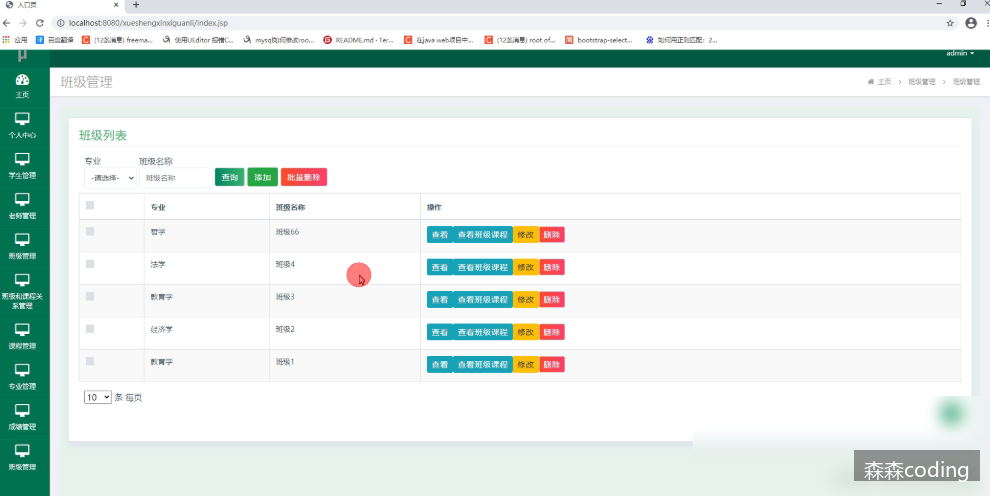 入口页
localhost:8080/xueshengxinxiguanli/index.jsp
应用 百度翻译 (12条消息) freema... 使用UEditor 报错C... mysql如何修改roo... README.md · Ter... 在java web项目中... (12条消息) root of... bootstrap-select... 如何用正则匹配：2...
admin
班级管理
主页 > 班级管理 > 班级管理
主页
个人中心
学生管理
老师管理
班级管理
班级和课程关
系管理
课程管理
专业管理
成绩管理
班级管理
班级列表
专业 班级名称
-请选择- 班级名称 查询 添加 批量删除
专业 班级名称 操作
哲学 班级66 查看 查看班级课程 修改 删除
法学 班级4 查看 查看班级课程 修改 删除
教育学 班级3 查看 查看班级课程 修改 删除
经济学 班级2 查看 查看班级课程 修改 删除
教育学 班级1 查看 查看班级课程 修改 删除
10 条 每页
森森coding